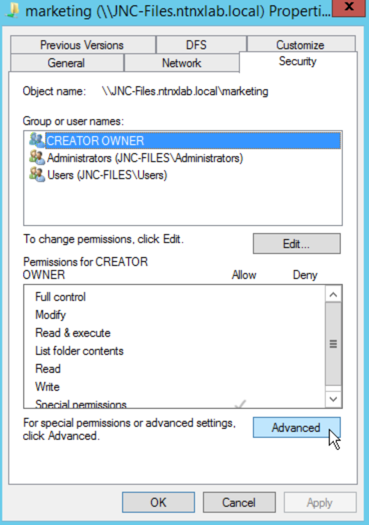 marketing (\\JNC-Files.ntnxlab.local) Properti...
x
Previous Versions
DFS
Customize
General
Network
Security
Object name: \\JNC-Files.ntnxlab.local\marketing
Group or user names:
CREATOR OWNER
Administrators (JNC-FILES\Administrators)
Users (JNC-FILES\Users)
To change permissions, click Edit.
Edit...
Permissions for CREATOR
OWNER
Allow
Deny
Full control
Modify
Read & execute
List folder contents
Read
Write
Special permissions
For special permissions or advanced settings,
click Advanced.
Advanced
OK
Cancel
Apply